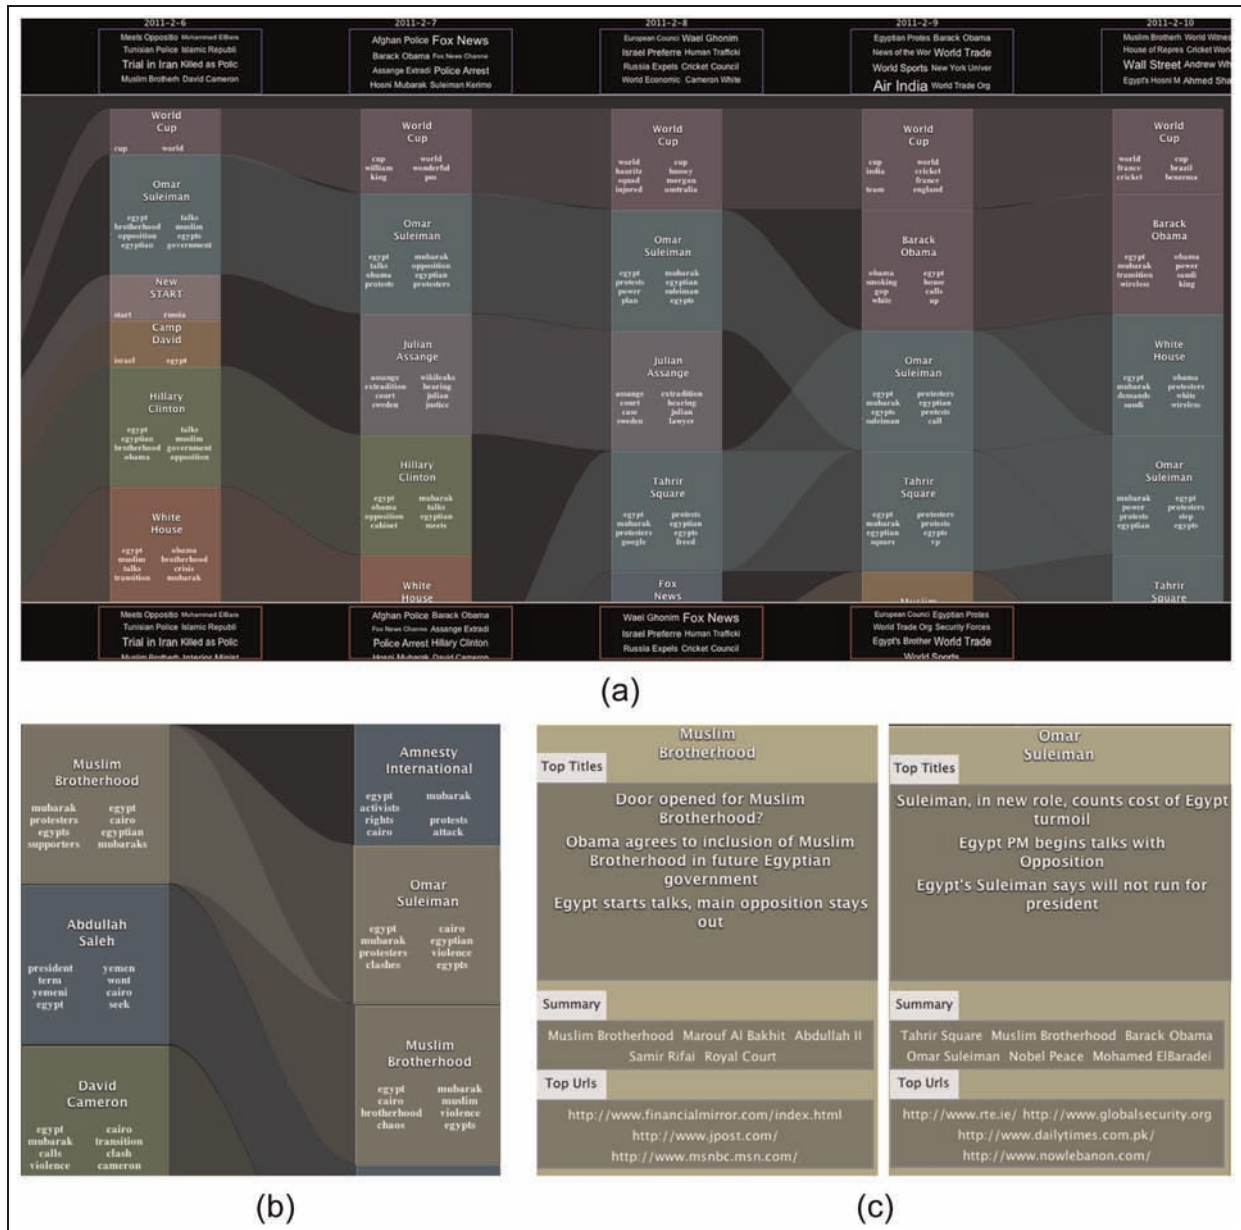 2011-2-6
2011-2-7
2011-2-8
2011-2-9
2011-2-10
Meets Oppositio Mohammed ElBara
Tunisian Police Islamic Republi
Trial in Iran Killed as Polic
Muslim Brotherh David Cameron
Afghan Police Fox News
Barack Obama Fox News Channe
Assange Extradi Police Arrest
Hosni Mubarak Suleiman Kerimo
European Council Wael Ghonim
Israel Preferre Human Trafficki
Russia Expels Cricket Council
World Economic Cameron White
Egyptian Protes Barack Obama
News of the Wor World Trade
World Sports New York Univer
Air India World Trade Org
Muslim Brotherh World Witnes
House of Repres Cricket Worl
Wall Street Andrew Wh
Egypt's Hosni M Ahmed Sha
World
Cup
cup world
Omar
Suleiman
egypt talks
brotherhood muslim
opposition egypts
egyptian government
New
START
start russia
Camp
David
israel egypt
Hillary
Clinton
egypt talks
egyptian muslim
brotherhood government
obama opposition
White
House
egypt obama
muslim brotherhood
talks crisis
transition mubarak
World
Cup
cup world
william wonderful
king pm
Omar
Suleiman
egypt mubarak
talks opposition
obama egyptian
protests protesters
Julian
Assange
assange wikileaks
extradition hearing
court julian
sweden justice
Hillary
Clinton
egypt mubarak
obama talks
opposition egyptian
cabinet meets
White
House
World
Cup
world cup
hauritz hussey
squad morgan
injured australia
Omar
Suleiman
egypt mubarak
protests egyptian
power suleiman
plan egypts
Julian
Assange
assange extradition
court hearing
case julian
sweden lawyer
Tahrir
Square
egypt protests
mubarak egyptian
protesters egypts
google freed
Fox
News
World
Cup
cup world
india cricket
france
team england
Barack
Obama
obama egypt
smoking house
gop calls
white up
Omar
Suleiman
egypt protesters
mubarak egyptian
egypts protests
suleiman call
Tahrir
Square
egypt protesters
mubarak protests
egyptian egypts
square vp
Muslim
World
Cup
world cup
france brazil
cricket benzema
Barack
Obama
egypt obama
mubarak power
transition saudi
wireless king
White
House
egypt obama
mubarak protesters
demands white
saudi wireless
Omar
Suleiman
mubarak egypt
power protesters
protests step
egyptian egypts
Tahrir
Square
Meets Oppositio Mohammed ElBara
Tunisian Police Islamic Republi
Trial in Iran Killed as Polic
Muslim Brotherh Interior Minist
Afghan Police Barack Obama
Fox News Channe Assange Extradi
Police Arrest Hillary Clinton
Hosni Mubarak David Cameron
Wael Ghonim Fox News
Israel Preferre Human Trafficki
Russia Expels Cricket Council
European Counci Egyptian Protes
World Trade Org Security Forces
Egypt's Brother World Trade
World Sports
(a)
Muslim
Brotherhood
mubarak egypt
protesters cairo
egypts egyptian
supporters mubaraks
Abdullah
Saleh
president yemen
term wont
yemeni cairo
egypt seek
David
Cameron
egypt cairo
mubarak transition
calls clash
violence cameron
Amnesty
International
egypt mubarak
activists
rights protests
cairo attack
Omar
Suleiman
egypt cairo
mubarak egyptian
protesters violence
clashes egypts
Muslim
Brotherhood
egypt mubarak
cairo muslim
brotherhood violence
chaos egypts
(b)
Muslim
Brotherhood
Top Titles
Door opened for Muslim
Brotherhood?
Obama agrees to inclusion of Muslim
Brotherhood in future Egyptian
government
Egypt starts talks, main opposition stays
out
Summary
Muslim Brotherhood Marouf Al Bakhit Abdullah II
Samir Rifai Royal Court
Top Urls
http://www.financialmirror.com/index.html
http://www.jpost.com/
http://www.msnbc.msn.com/
Omar
Suleiman
Top Titles
Suleiman, in new role, counts cost of Egypt
turmoil
Egypt PM begins talks with
Opposition
Egypt's Suleiman says will not run for
president
Summary
Tahrir Square Muslim Brotherhood Barack Obama
Omar Suleiman Nobel Peace Mohamed ElBaradei
Top Urls
http://www.rte.ie/ http://www.globalsecurity.org
http://www.dailytimes.com.pk/
http://www.nowlebanon.com/
(c)